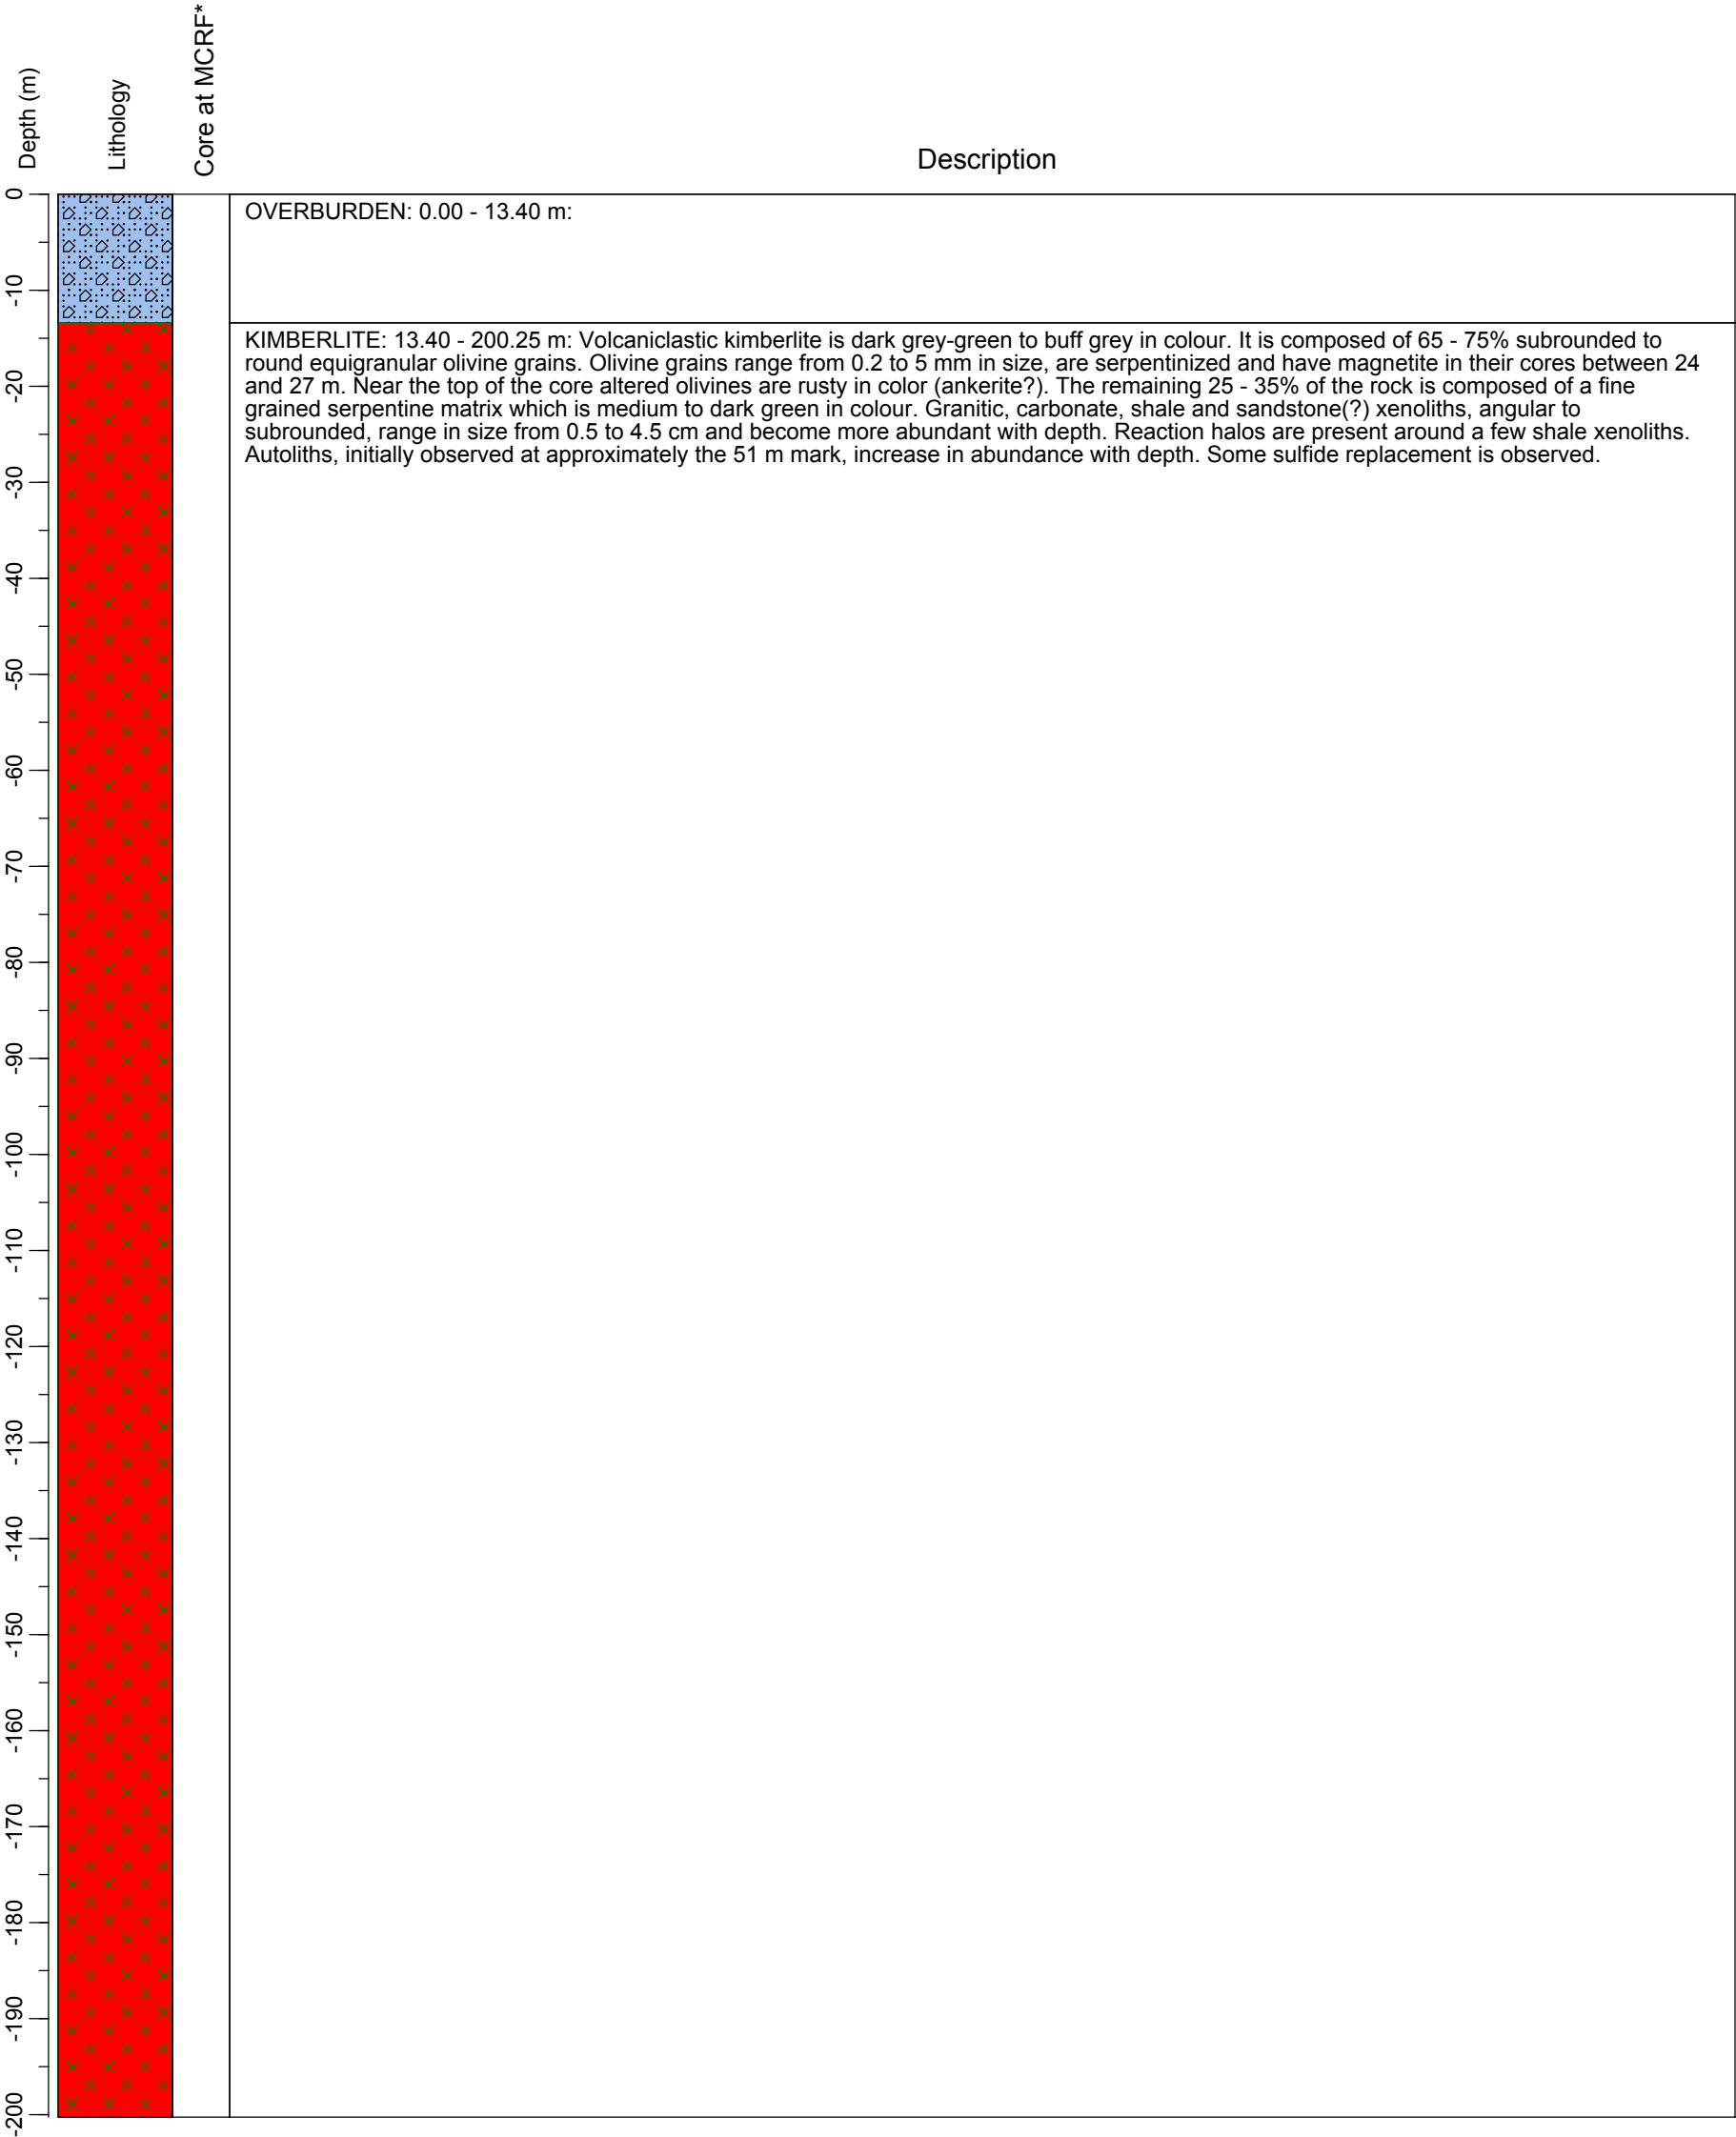 Depth (m)
Lithology
Core at MCRF*
Description
0
OVERBURDEN: 0.00 - 13.40 m:
-10
KIMBERLITE: 13.40 - 200.25 m: Volcaniclastic kimberlite is dark grey-green to buff grey in colour. It is composed of 65 - 75% subrounded to
round equigranular olivine grains. Olivine grains range from 0.2 to 5 mm in size, are serpentinized and have magnetite in their cores between 24
and 27 m. Near the top of the core altered olivines are rusty in color (ankerite?). The remaining 25 - 35% of the rock is composed of a fine
grained serpentine matrix which is medium to dark green in colour. Granitic, carbonate, shale and sandstone(?) xenoliths, angular to
subrounded, range in size from 0.5 to 4.5 cm and become more abundant with depth. Reaction halos are present around a few shale xenoliths.
Autoliths, initially observed at approximately the 51 m mark, increase in abundance with depth. Some sulfide replacement is observed.
-20
-30
-40
-50
-60
-70
-80
-90
-100
-110
-120
-130
-140
-150
-160
-170
-180
-190
-200